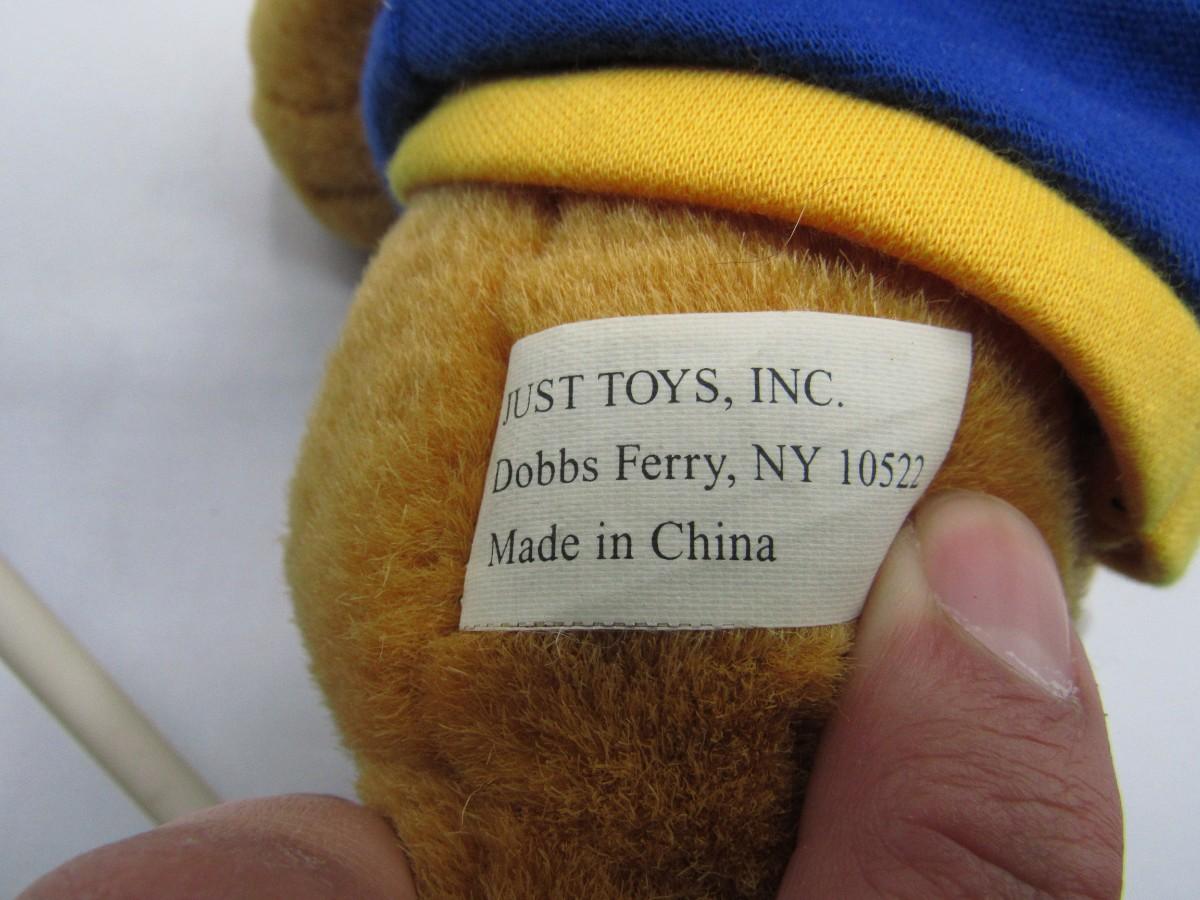 JUST TOYS, INC.
Dobbs Ferry, NY 10522
Made in China